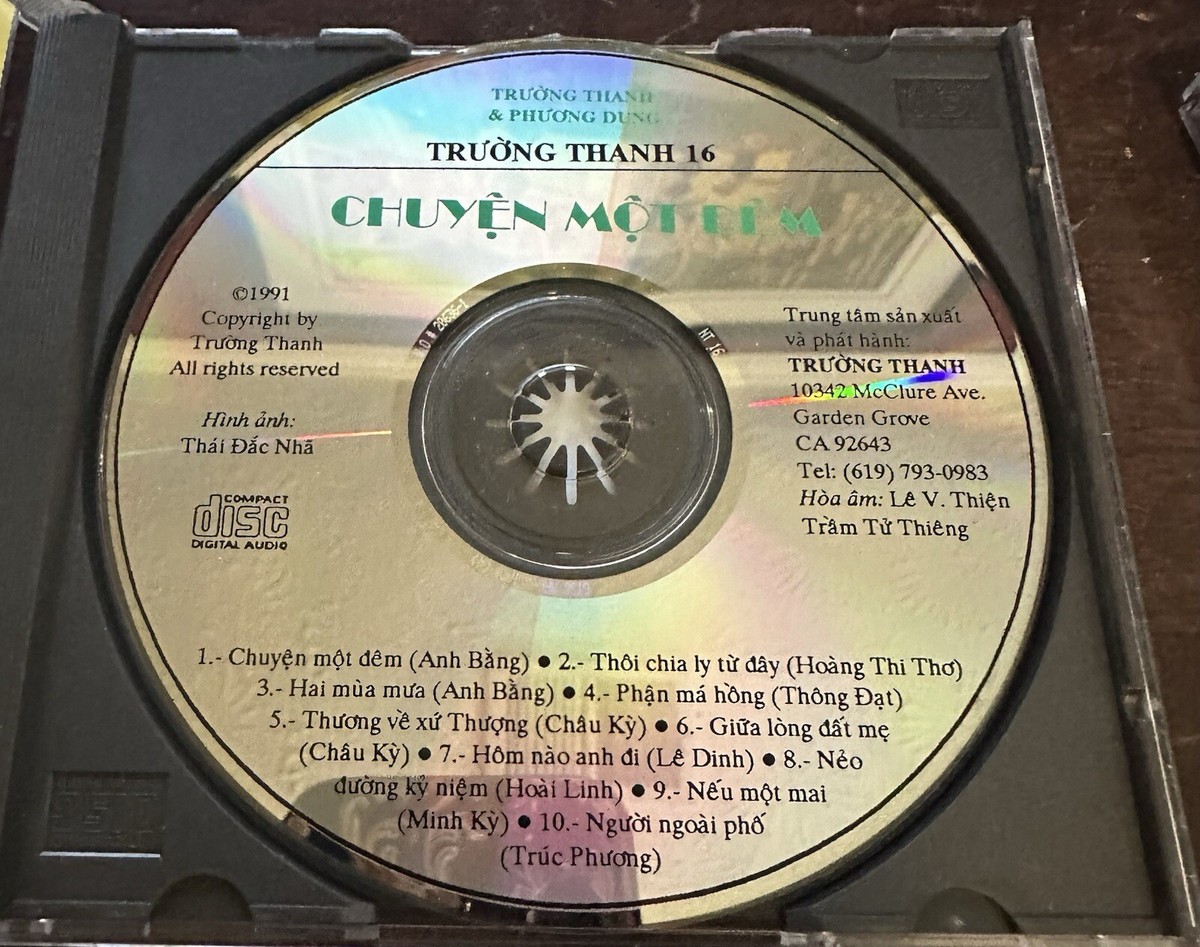 TRƯỜNG THANH
& PHƯƠNG DUNG
TRƯỜNG THANH 16
CHUYỆN MỘT ĐÊM
©1991
Copyright by
Trường Thanh
All rights reserved
Hình ảnh:
Thái Đắc Nhã
COMPACT
disc
DIGITAL AUDIO
HT 16
Trung tâm sản xuất
và phát hành:
TRƯỜNG THANH
10342 McClure Ave.
Garden Grove
CA 92643
Tel: (619) 793-0983
Hòa âm: Lê V. Thiện
Trầm Tử Thiêng
1.- Chuyện một đêm (Anh Bằng) ● 2.- Thôi chia ly từ đây (Hoàng Thi Thơ)
3.- Hai mùa mưa (Anh Bằng) ● 4.- Phận má hồng (Thông Đạt)
5.- Thương về xứ Thượng (Châu Kỳ) ● 6.- Giữa lòng đất mẹ
(Châu Kỳ) ● 7.- Hôm nào anh đi (Lê Dinh) ● 8.- Nẻo
đường kỷ niệm (Hoài Linh) ● 9.- Nếu một mai
(Minh Kỳ) ● 10.- Người ngoài phố
(Trúc Phương)